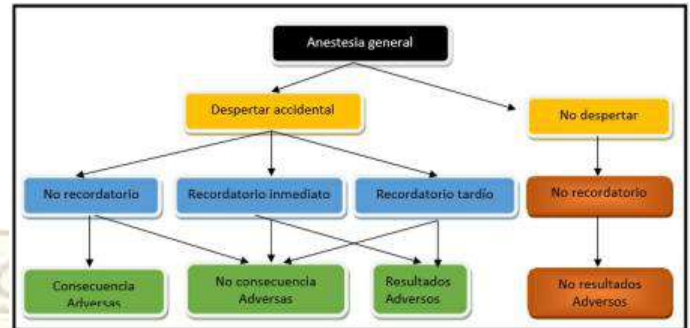 Anestesia general
Despertar accidental
No despertar
No recordatorio
Recordatorio inmediato
Recordatorio tardío
No recordatorio
Consecuencia
Adversas
No consecuencia
Adversas
Resultados
Adversos
No resultados
Adversos